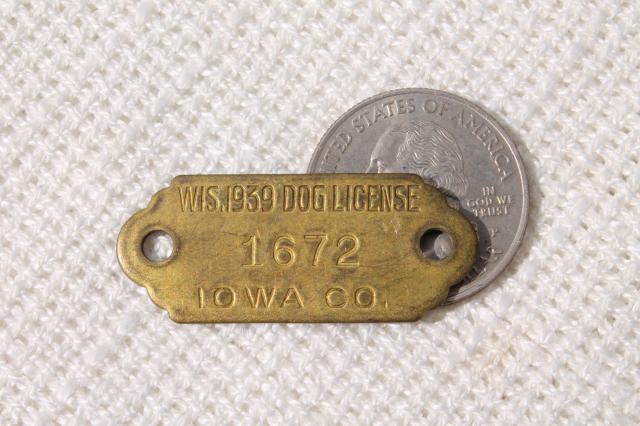 WIS. 1939 DOG LICENSE
1672
IOWA CO.
UNITED STATES OF AMERICA
IN
GOD WE
TRUST
P